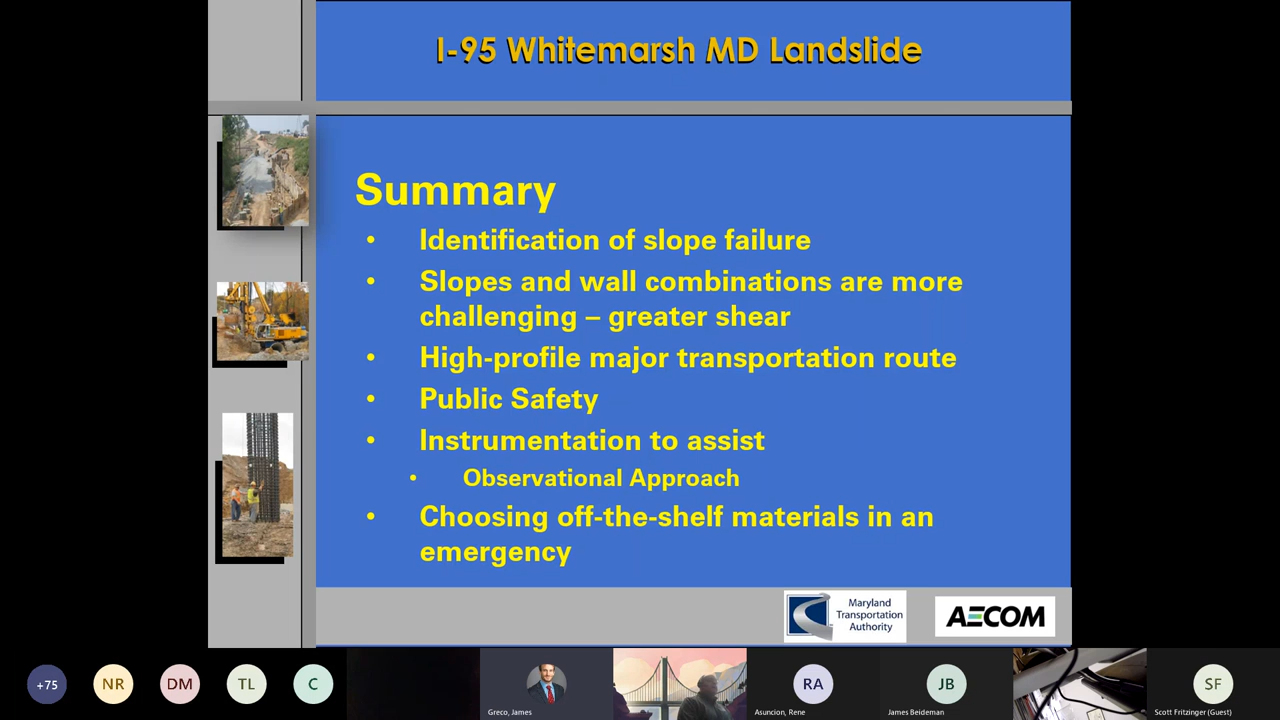 I-95 Whitemarsh MD Landslide
Summary
• Identification of slope failure
• Slopes and wall combinations are more
challenging – greater shear
• High-profile major transportation route
• Public Safety
• Instrumentation to assist
• Observational Approach
• Choosing off-the-shelf materials in an
emergency
Maryland
Transportation
Authority
AECOM
+75
NR
DM
TL
C
Greco, James
RA
Asuncion, Rene
JB
James Beideman
SF
Scott Fritzinger (Guest)